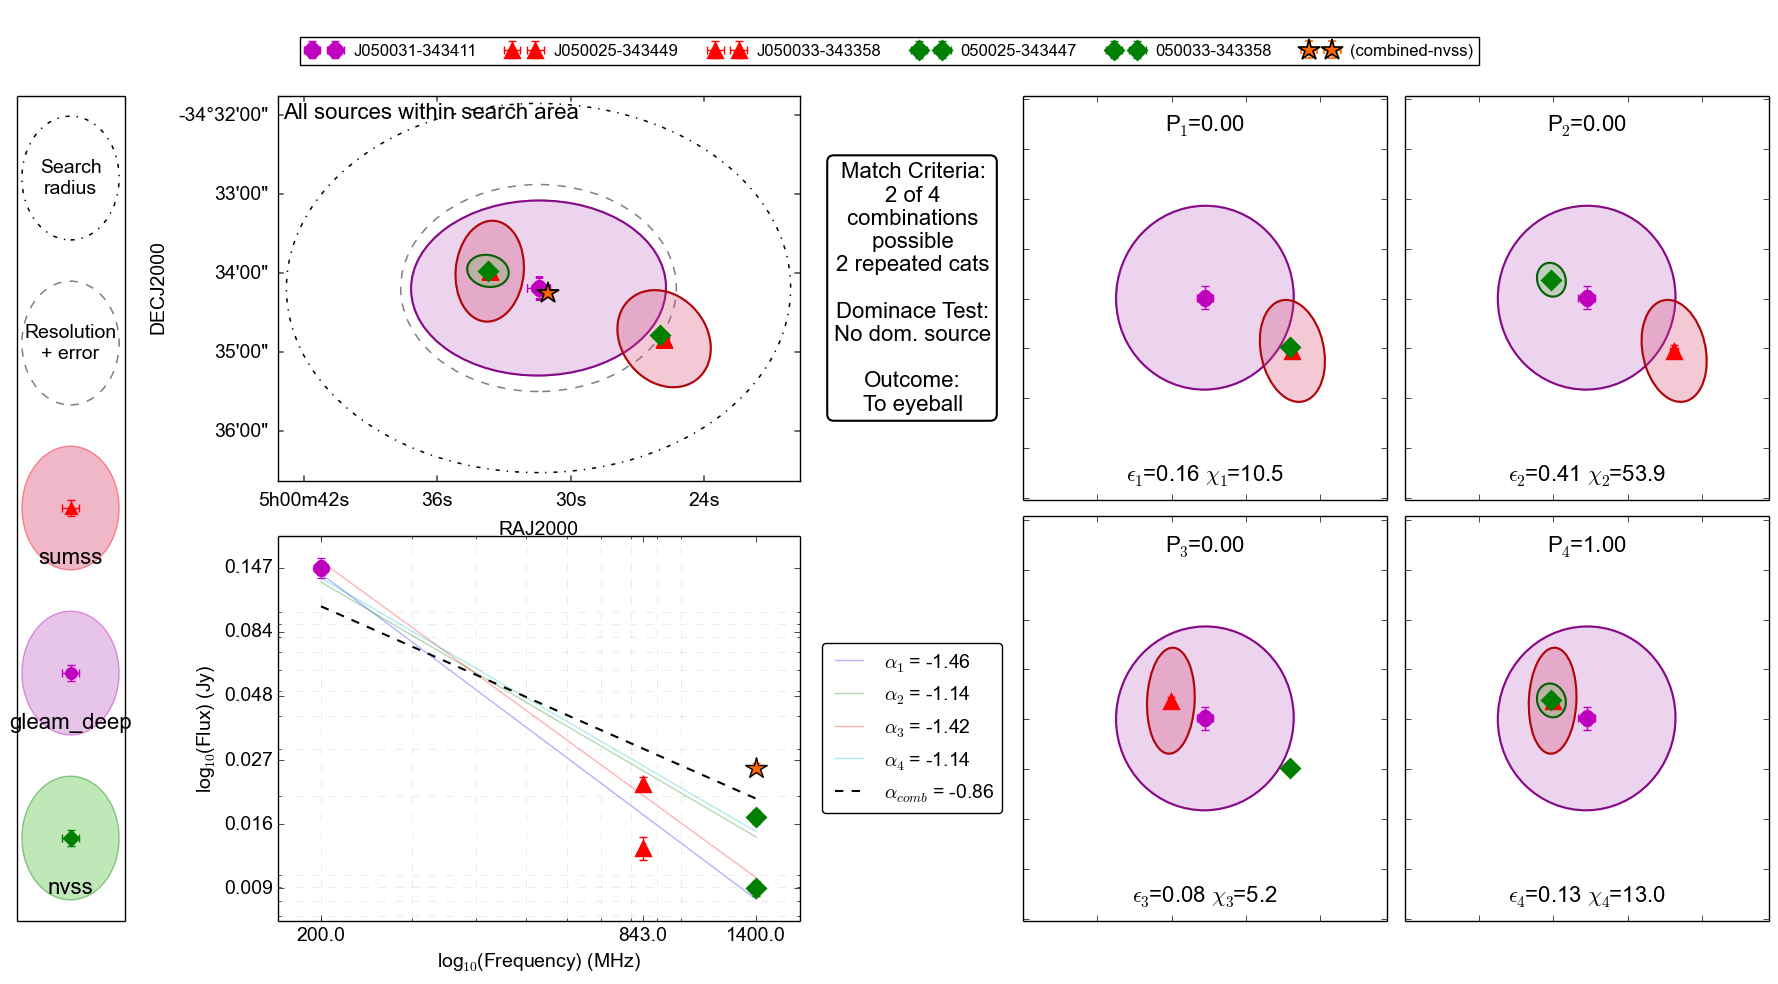 J050031-343411 J050025-343449 J050033-343358 050025-343447 050033-343358 (combined-nvss)
Search
radius
Resolution
+ error
sumss
gleam_deep
nvss
All sources within search area
DECJ2000
-34°32'00"
33'00"
34'00"
35'00"
36'00"
5h00m42s 36s 30s 24s
RAJ2000
Match Criteria:
2 of 4
combinations
possible
2 repeated cats
Dominace Test:
No dom. source
Outcome:
To eyeball
log₁₀(Flux) (Jy)
0.147
0.084
0.048
0.027
0.016
0.009
200.0 843.0 1400.0
log₁₀(Frequency) (MHz)
α₁ = -1.46
α₂ = -1.14
α₃ = -1.42
α₄ = -1.14
α_comb = -0.86
P₁=0.00
ϵ₁=0.16 χ₁=10.5
P₂=0.00
ϵ₂=0.41 χ₂=53.9
P₃=0.00
ϵ₃=0.08 χ₃=5.2
P₄=1.00
ϵ₄=0.13 χ₄=13.0